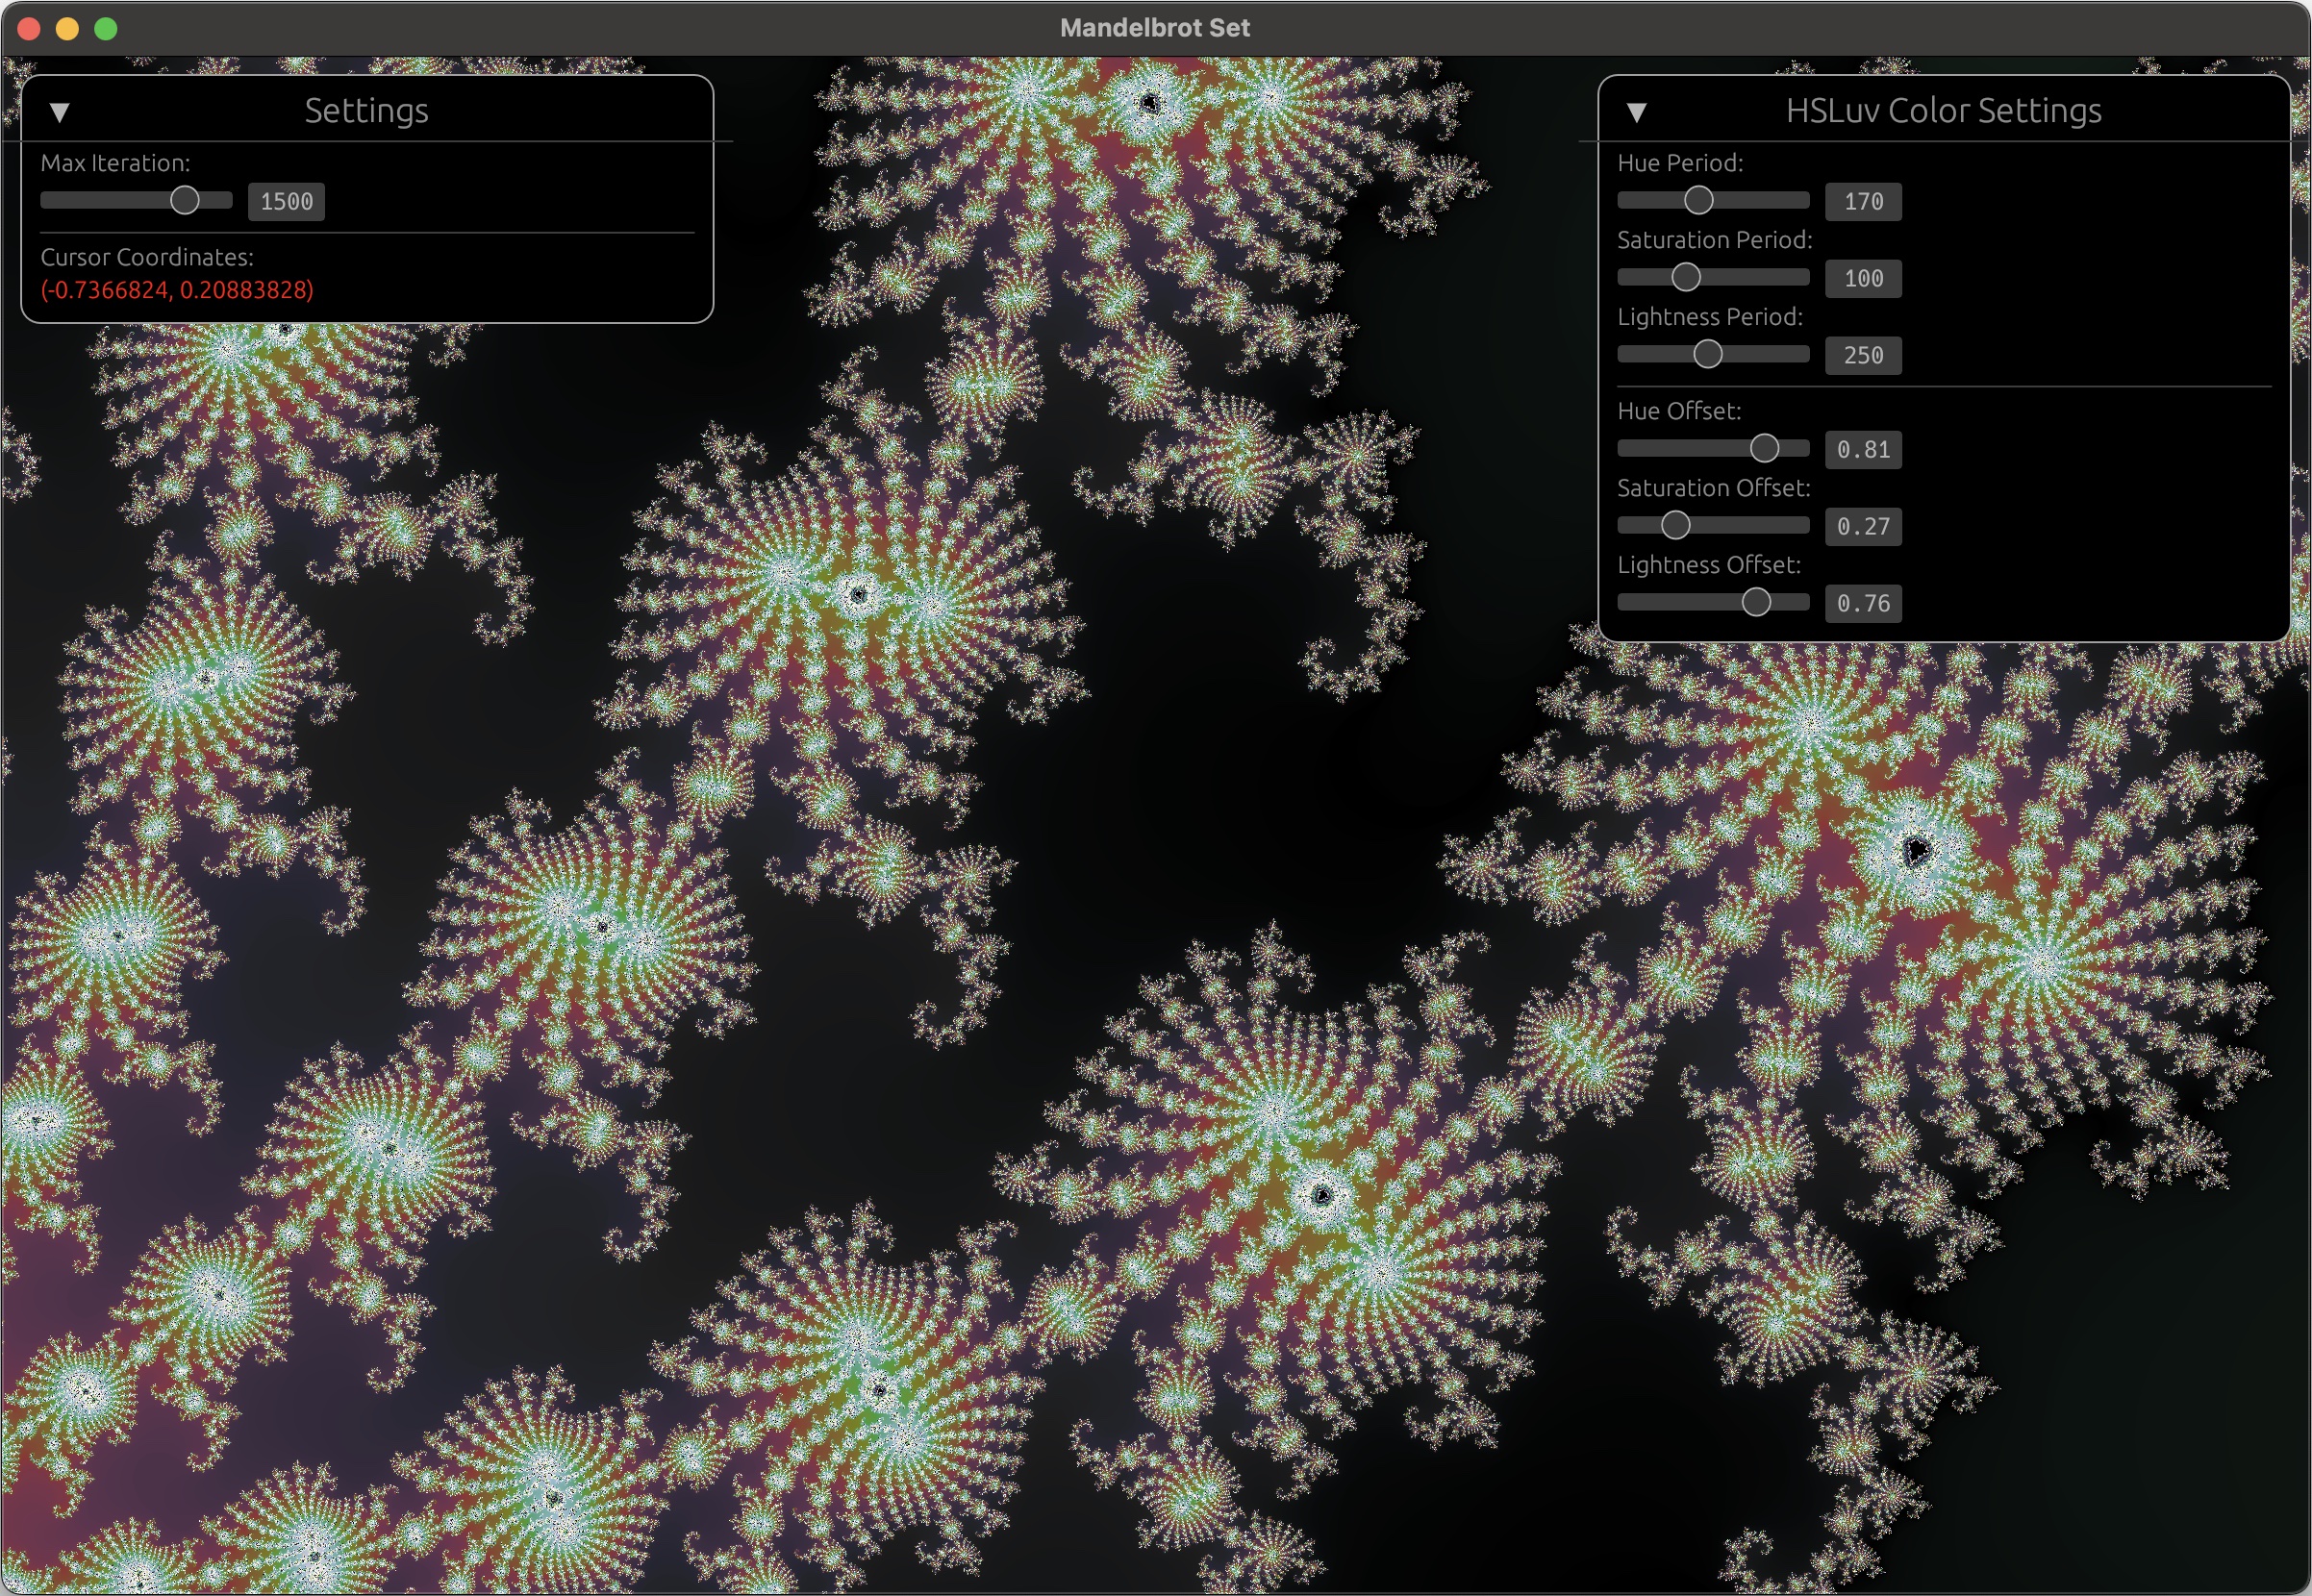 Mandelbrot Set
Settings
Max Iteration:
1500
Cursor Coordinates:
(-0.7366824, 0.20883828)
HSLuv Color Settings
Hue Period:
170
Saturation Period:
100
Lightness Period:
250
Hue Offset:
0.81
Saturation Offset:
0.27
Lightness Offset:
0.76